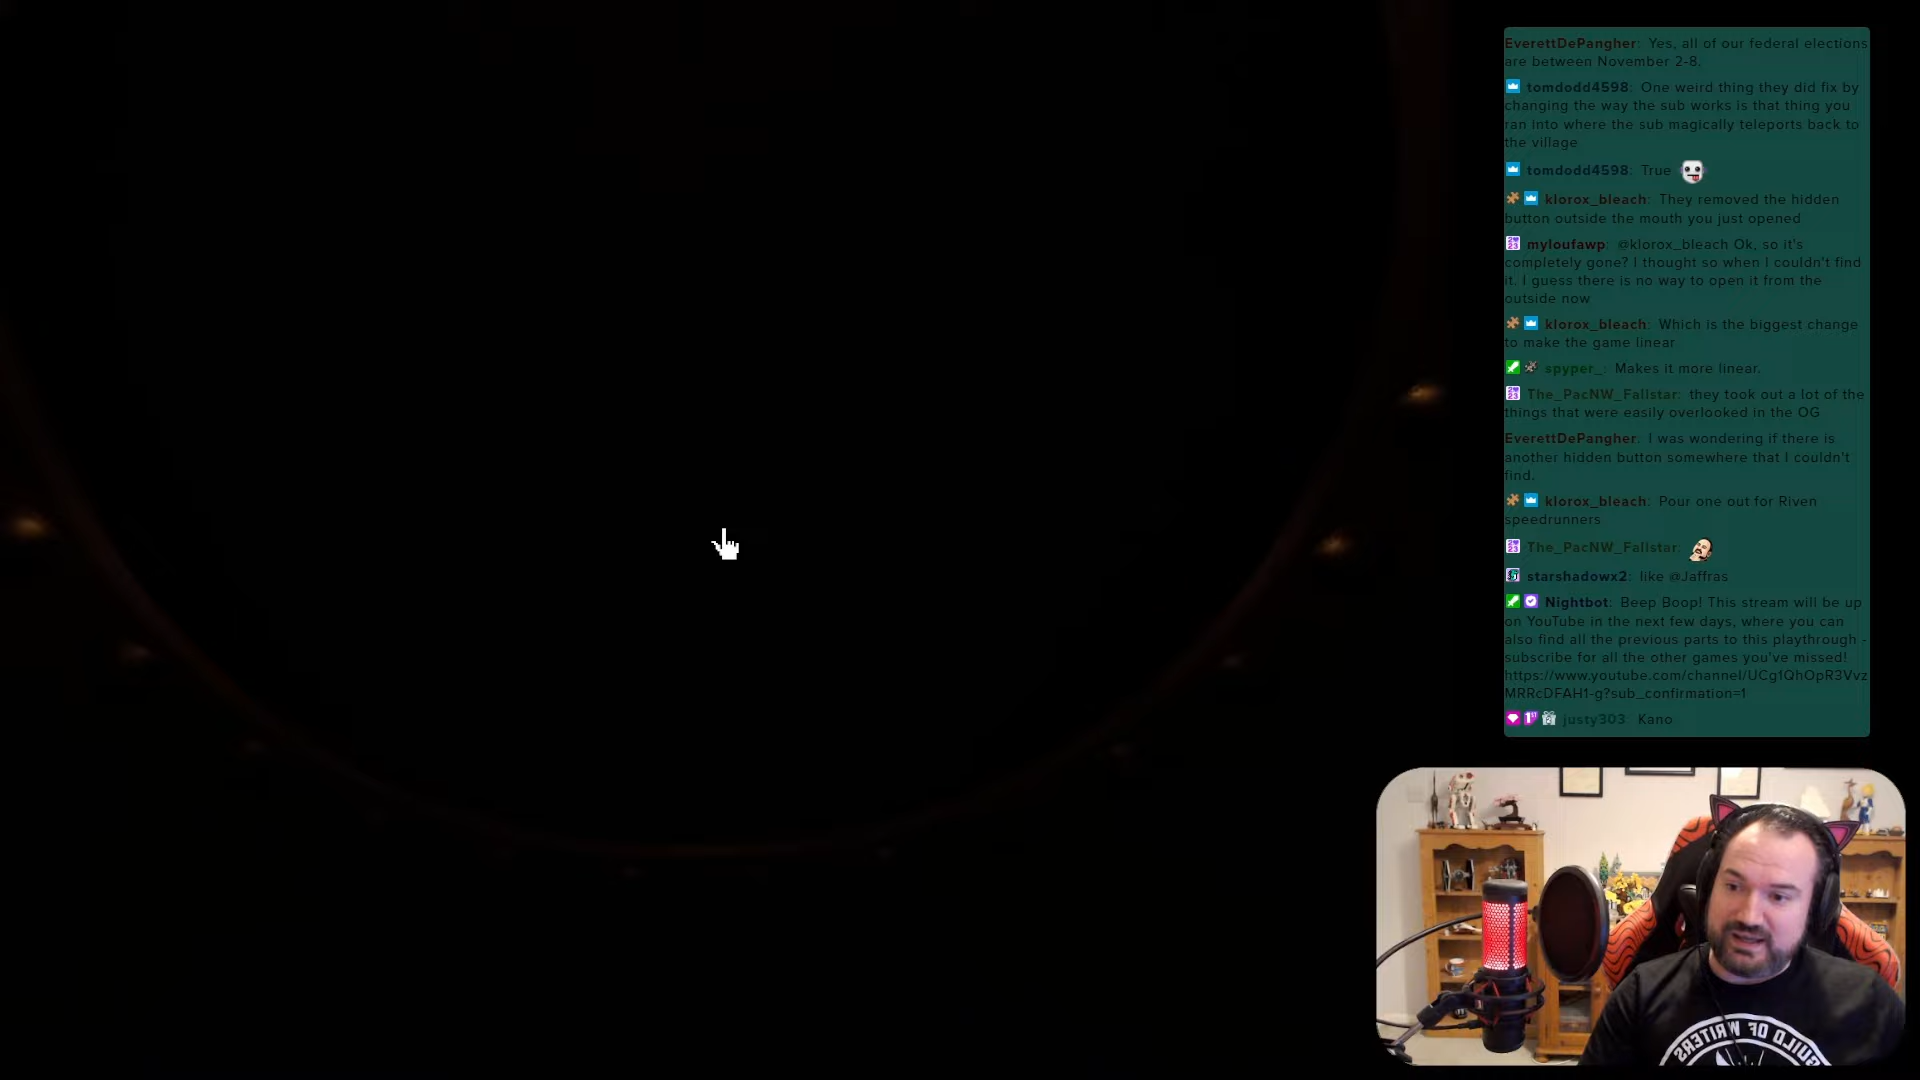 EverettDePangher: Yes, all of our federal elections
are between November 2-8.
tomdodd4598: One weird thing they did fix by
changing the way the sub works is that thing you
ran into where the sub magically teleports back to
the village
tomdodd4598: True
klorox_bleach: They removed the hidden
button outside the mouth you just opened
myloufawp: @klorox_bleach Ok, so it's
completely gone? I thought so when I couldn't find
it. I guess there is no way to open it from the
outside now
klorox_bleach: Which is the biggest change
to make the game linear
spyper_: Makes it more linear.
The_PacNW_Fallstar: they took out a lot of the
things that were easily overlooked in the OG
EverettDePangher: I was wondering if there is
another hidden button somewhere that I couldn't
find.
klorox_bleach: Pour one out for Riven
speedrunners
The_PacNW_Fallstar:
starshadowx2: like @Jaffras
Nightbot: Beep Boop! This stream will be up
on YouTube in the next few days, where you can
also find all the previous parts to this playthrough -
subscribe for all the other games you've missed!
https://www.youtube.com/channel/UCg1QhOpR3Vvz
MRRcDFAH1-g?sub_confirmation=1
justy303: Kano
GUILD OF WRITERS